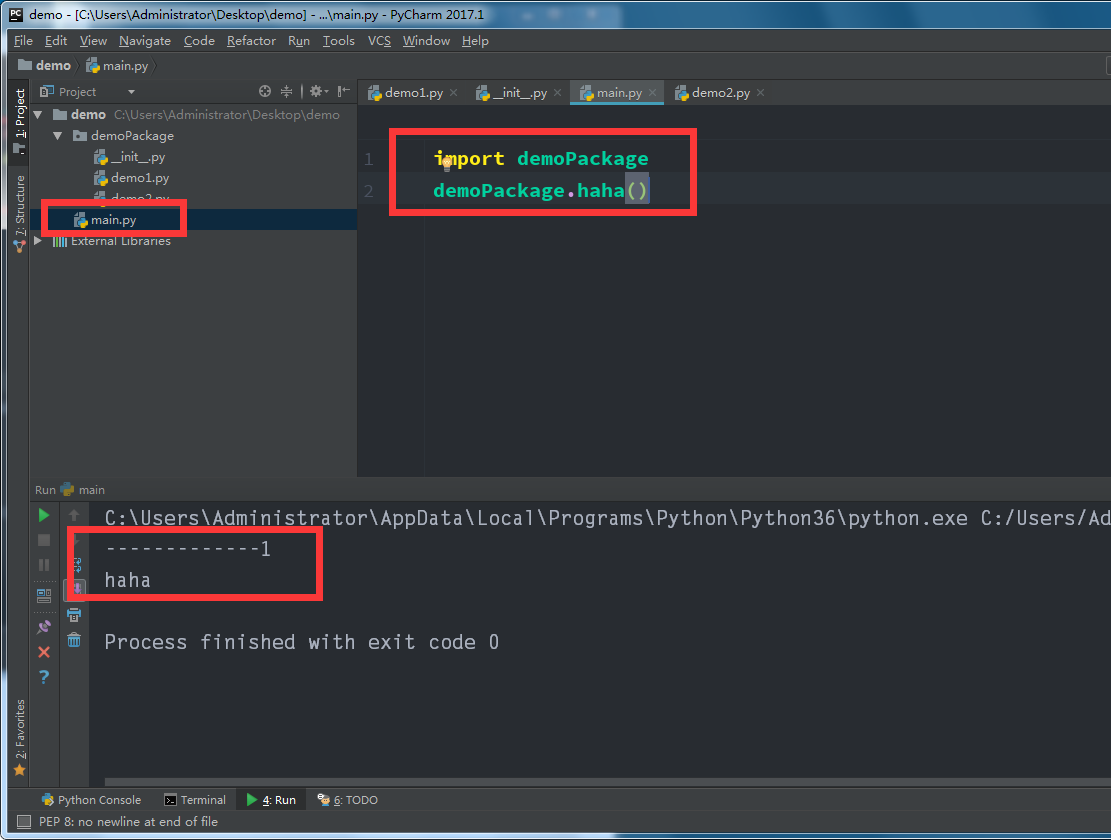 PC demo - [C:\Users\Administrator\Desktop\demo] - ...\main.py - PyCharm 2017.1
File Edit View Navigate Code Refactor Run Tools VCS Window Help
demo main.py
1: Project
Project
demo1.py __init__.py main.py demo2.py
demo C:\Users\Administrator\Desktop\demo
demoPackage
__init__.py
demo1.py
demo2.py
main.py
External Libraries
7: Structure
1 import demoPackage
2 demoPackage.haha()
Run main
C:\Users\Administrator\AppData\Local\Programs\Python\Python36\python.exe C:/Users/Ad
-------------1
haha
Process finished with exit code 0
2: Favorites
Python Console Terminal 4: Run 6: TODO
PEP 8: no newline at end of file